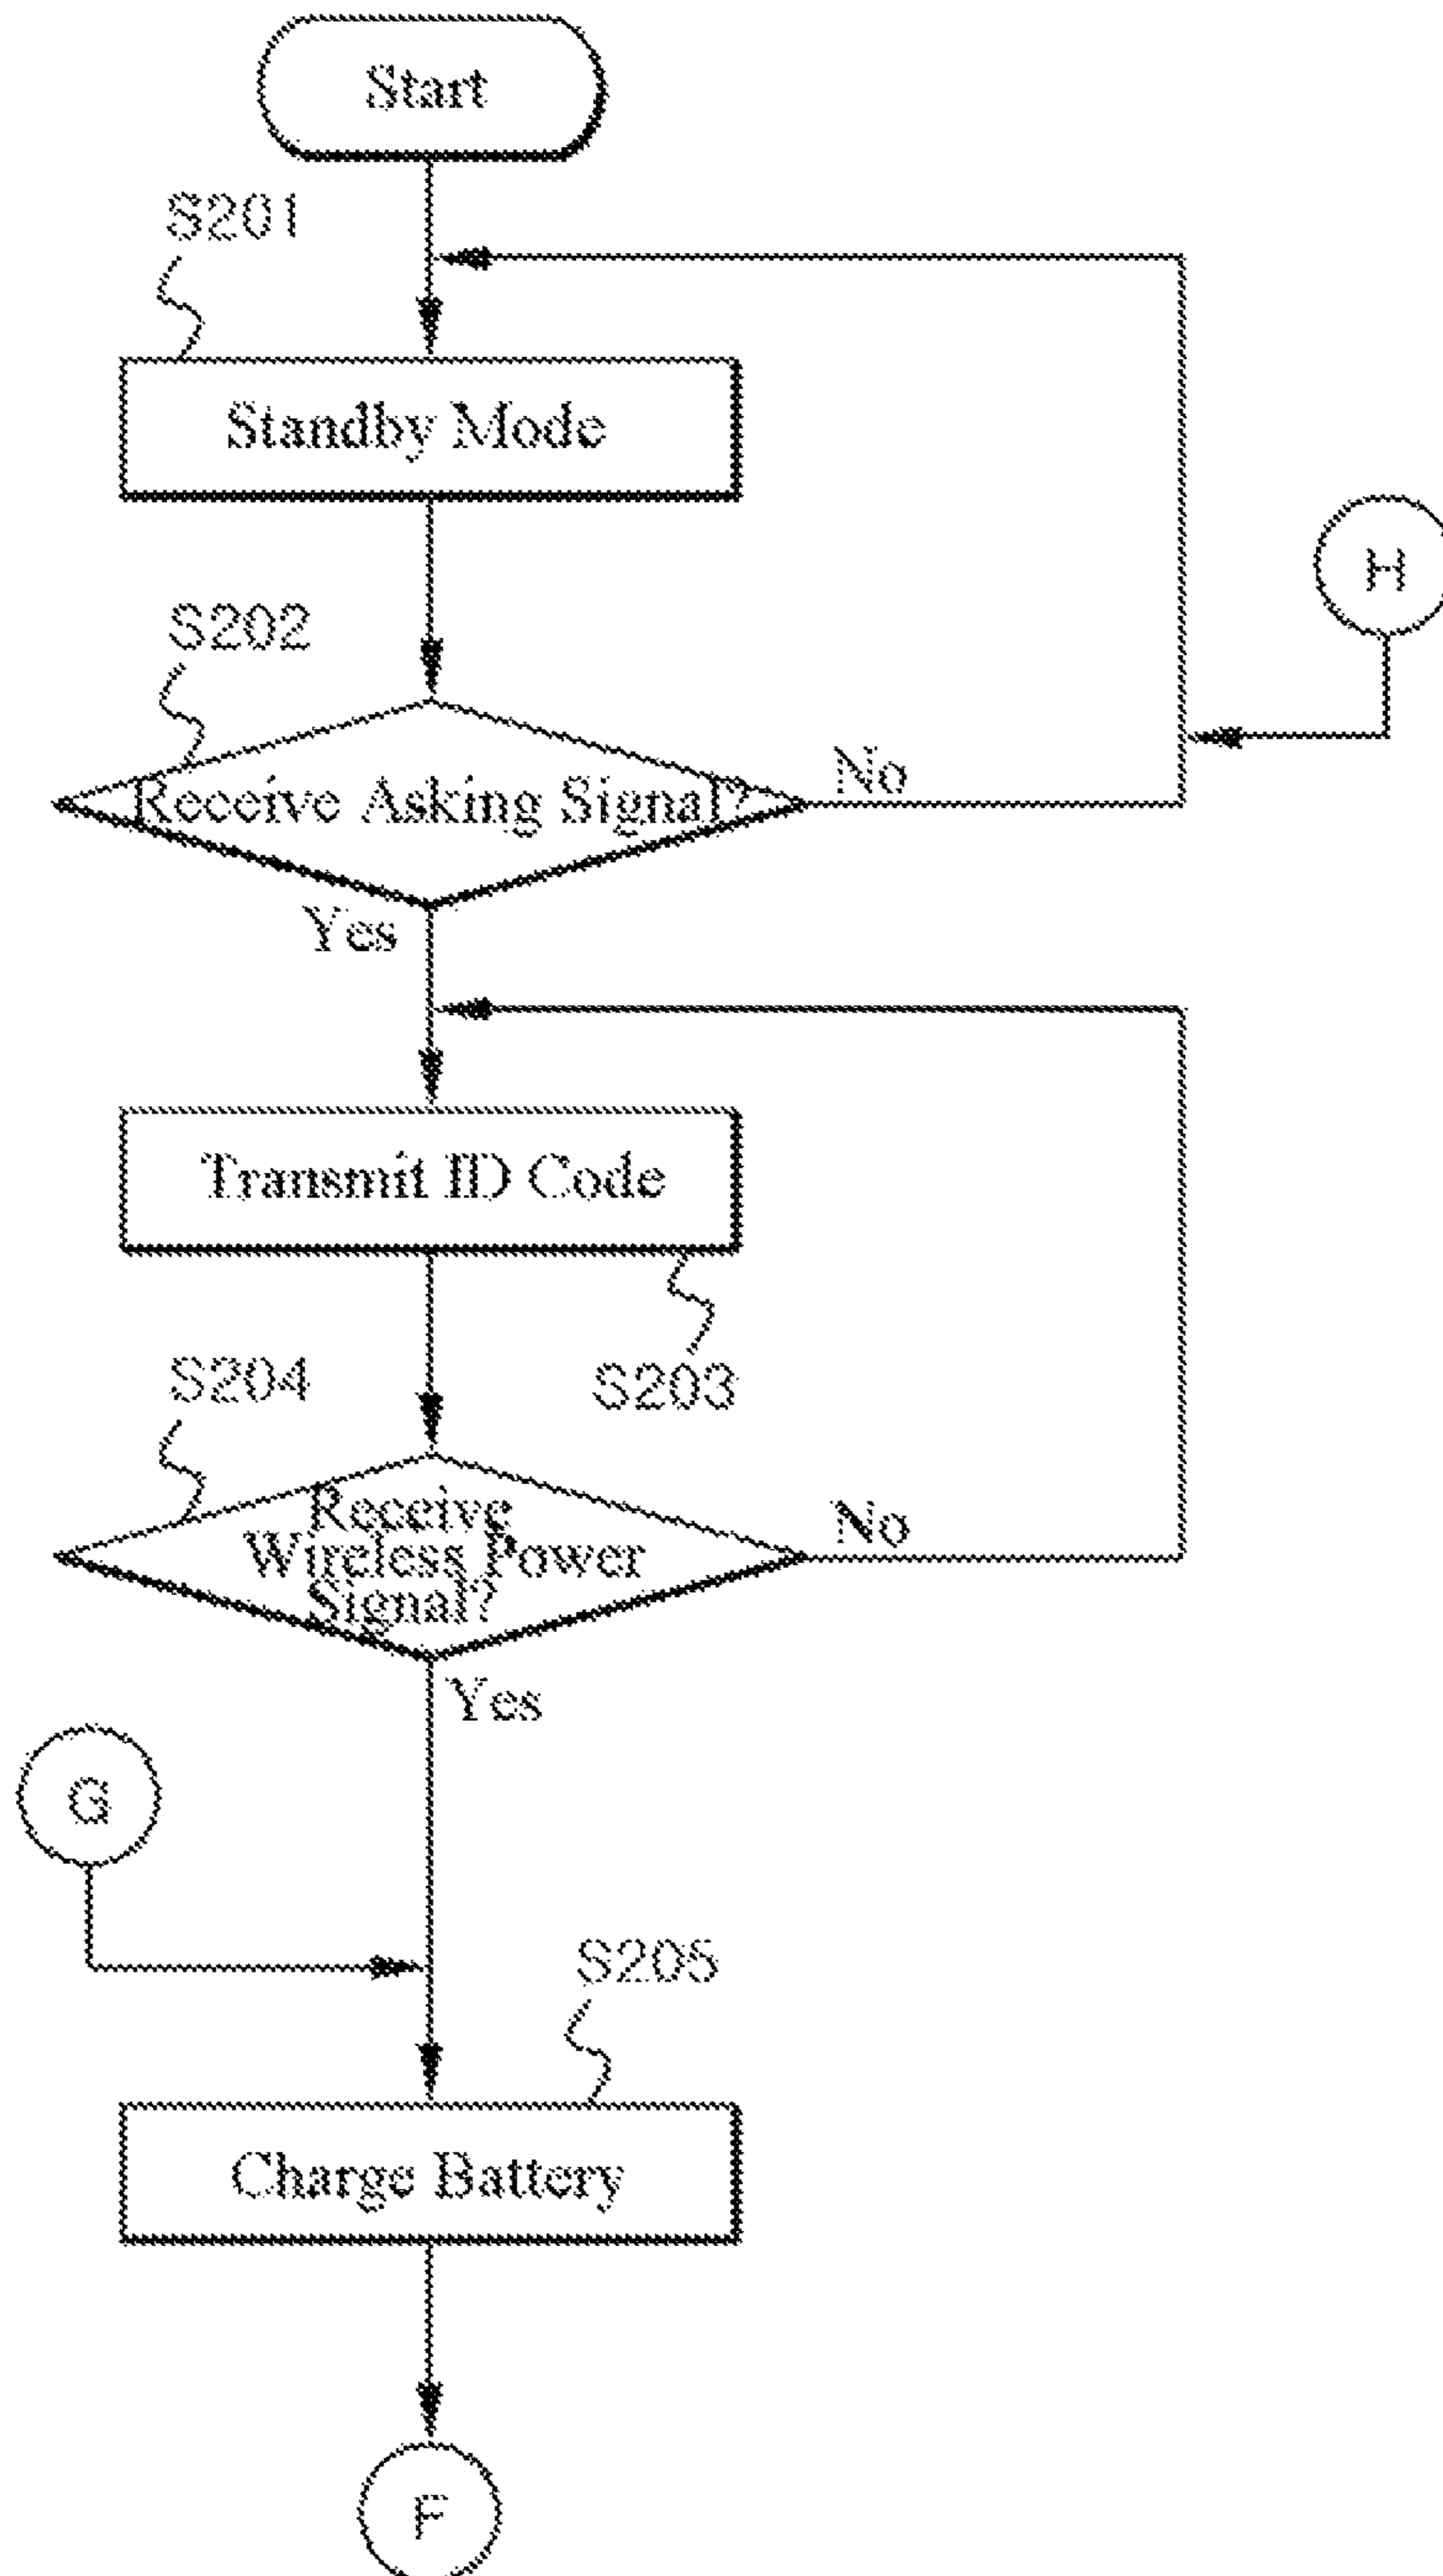 Start
S201
Standby Mode
H
S202
Receive Asking Signal?
No
Yes
Transmit ID Code
S203
S204
Receive
Wireless Power
Signal?
No
Yes
G
S205
Charge Battery
F